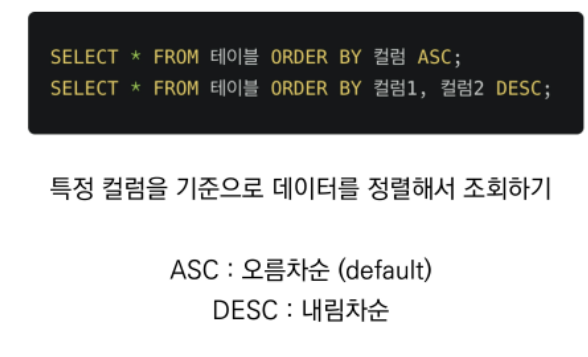 SELECT * FROM 테이블 ORDER BY 컬럼 ASC;
SELECT * FROM 테이블 ORDER BY 컬럼1, 컬럼2 DESC;
특정 컬럼을 기준으로 데이터를 정렬해서 조회하기
ASC : 오름차순 (default)
DESC : 내림차순